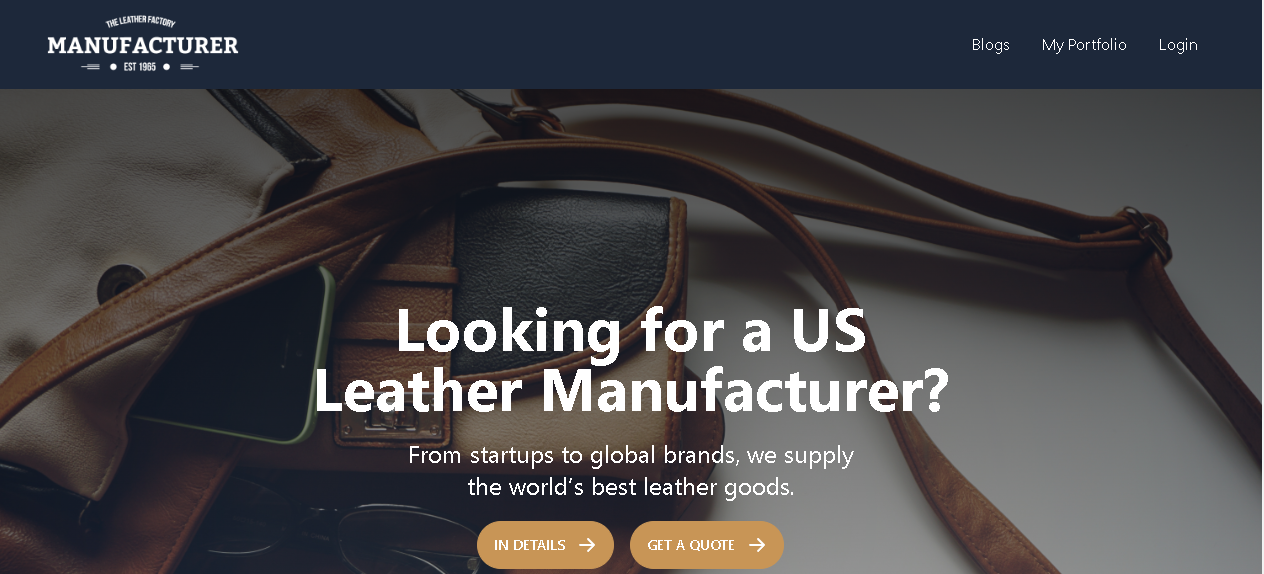 THE LEATHER FACTORY
MANUFACTURER
EST 1965
Blogs
My Portfolio
Login
Looking for a US
Leather Manufacturer?
From startups to global brands, we supply
the world’s best leather goods.
IN DETAILS
GET A QUOTE